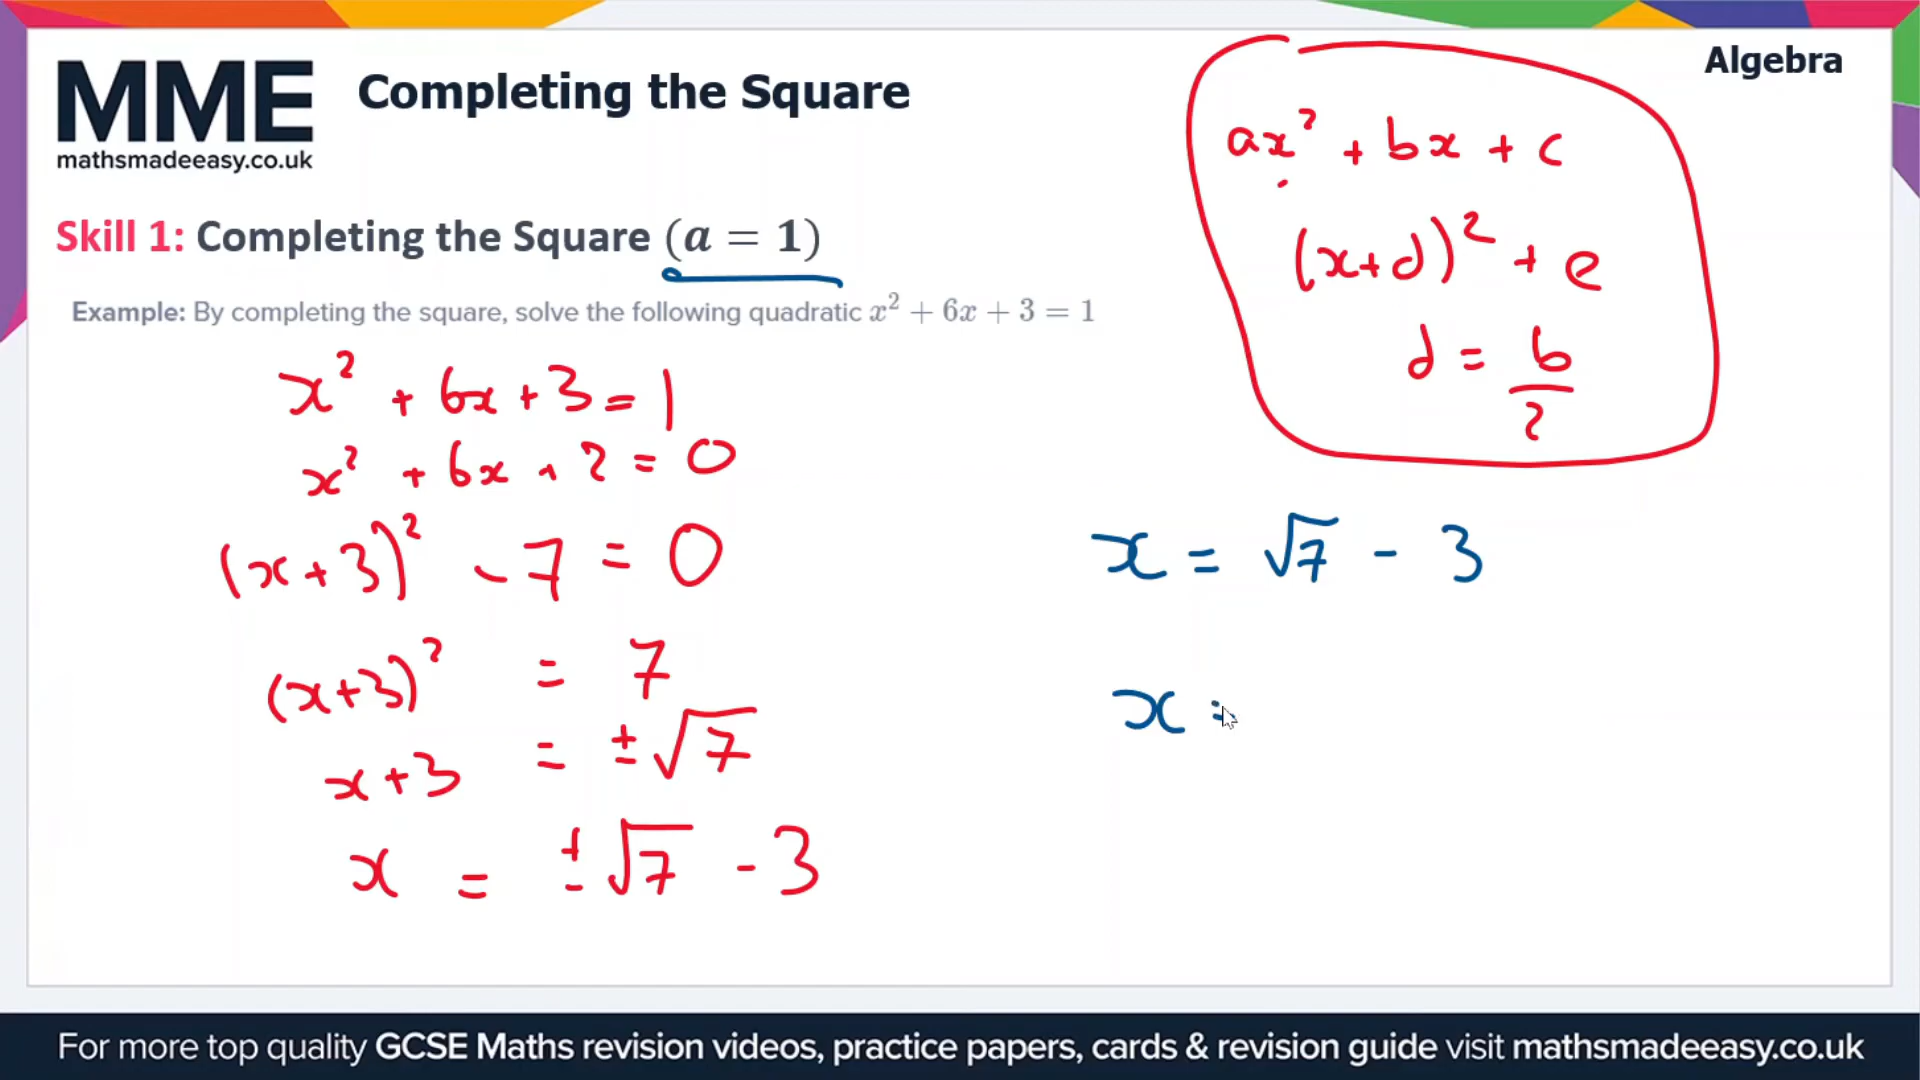 MME
mathsmadeeasy.co.uk
Completing the Square
Algebra
Skill 1: Completing the Square (a = 1)
Example: By completing the square, solve the following quadratic x² + 6x + 3 = 1
x² + 6x + 3 = 1
x² + 6x + 2 = 0
(x+3)² - 7 = 0
(x+3)² = 7
x+3 = ±√7
x = ±√7 - 3
ax² + bx + c
(x+d)² + e
d = b/2
x = √7 - 3
x =
For more top quality GCSE Maths revision videos, practice papers, cards & revision guide visit mathsmadeeasy.co.uk